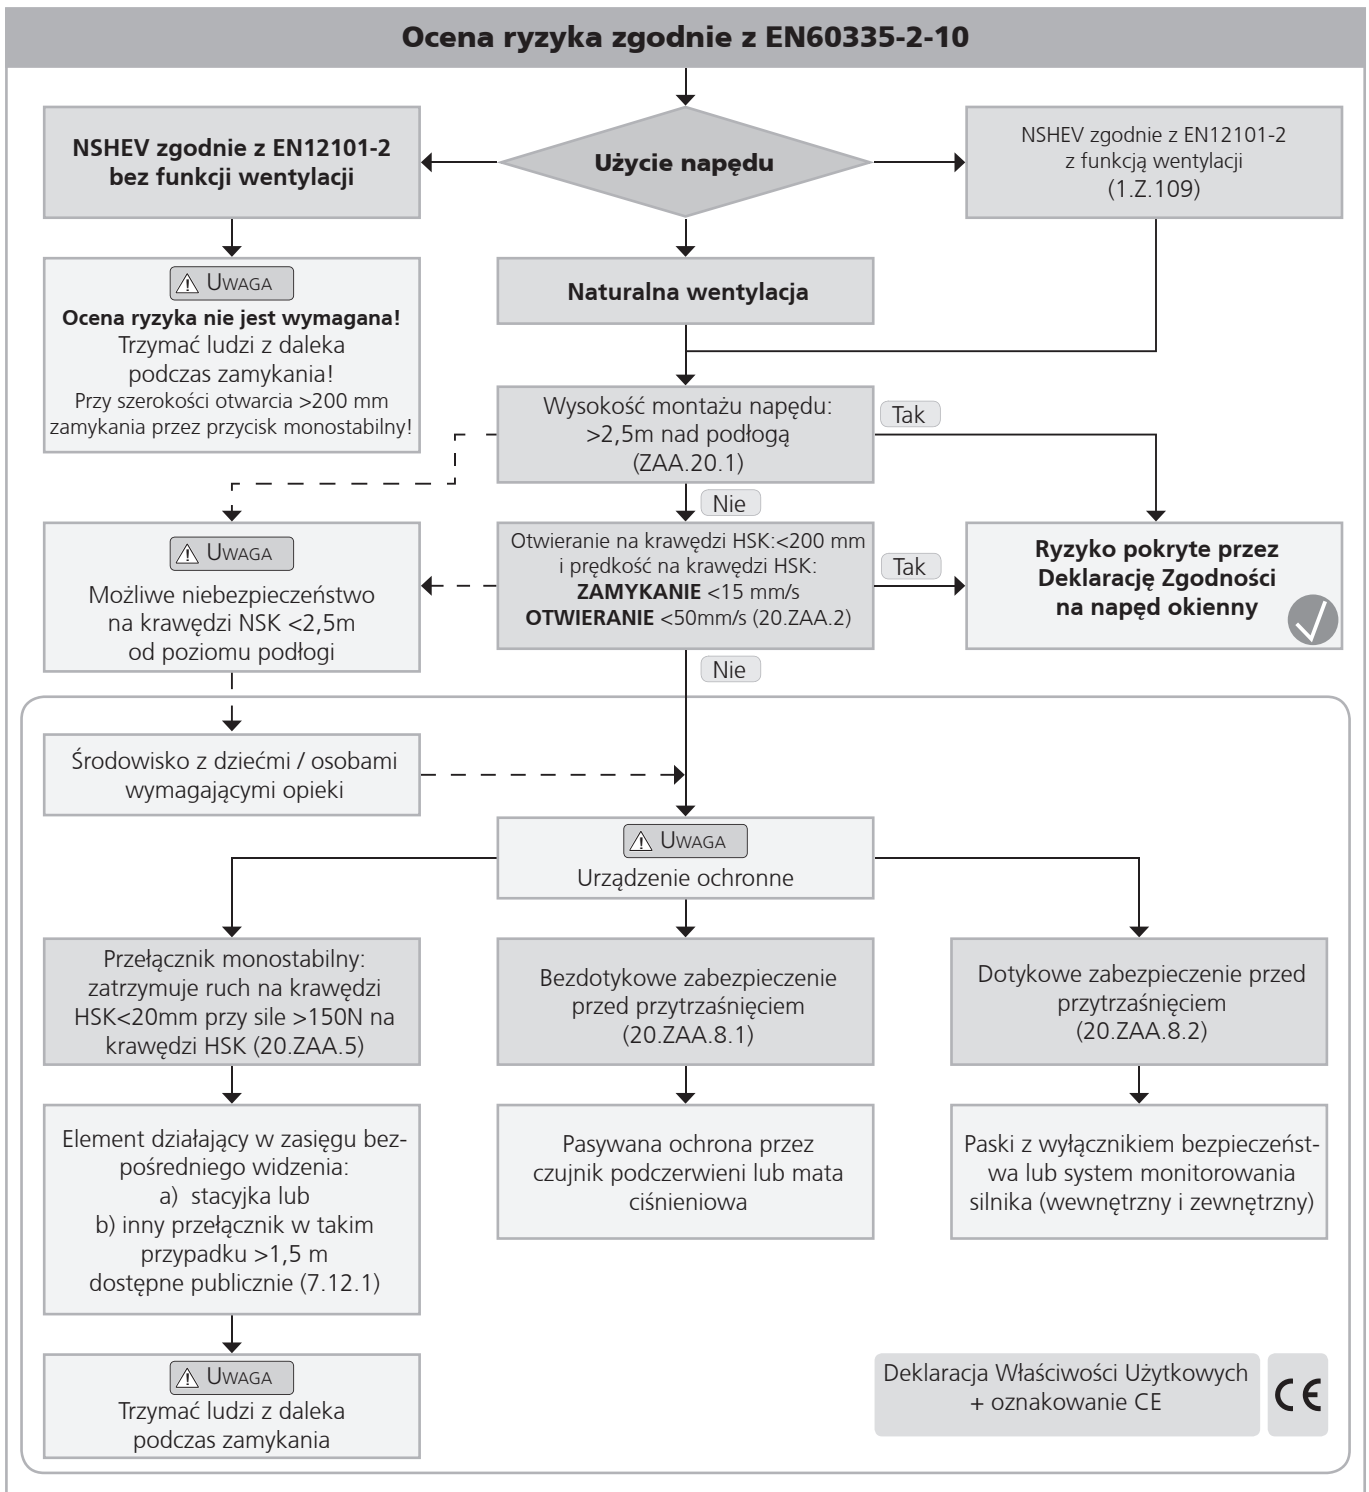 Ocena ryzyka zgodnie z EN60335-2-10
NSHEV zgodnie z EN12101-2
bez funkcji wentylacji
Użycie napędu
NSHEV zgodnie z EN12101-2
z funkcją wentylacji
(1.Z.109)
UWAGA
Ocena ryzyka nie jest wymagana!
Trzymać ludzi z daleka
podczas zamykania!
Przy szerokości otwarcia >200 mm
zamykania przez przycisk monostabilny!
Naturalna wentylacja
Wysokość montażu napędu:
>2,5m nad podłogą
(ZAA.20.1)
Tak
Nie
UWAGA
Możliwe niebezpieczeństwo
na krawędzi NSK <2,5m
od poziomu podłogi
Otwieranie na krawędzi HSK:<200 mm
i prędkość na krawędzi HSK:
ZAMYKANIE <15 mm/s
OTWIERANIE <50mm/s (20.ZAA.2)
Tak
Ryzyko pokryte przez
Deklarację Zgodności
na napęd okienny
Nie
Środowisko z dziećmi / osobami
wymagającymi opieki
UWAGA
Urządzenie ochronne
Przełącznik monostabilny:
zatrzymuje ruch na krawędzi
HSK<20mm przy sile >150N na
krawędzi HSK (20.ZAA.5)
Bezdotykowe zabezpieczenie
przed przytrzaśnięciem
(20.ZAA.8.1)
Dotykowe zabezpieczenie przed
przytrzaśnięciem
(20.ZAA.8.2)
Element działający w zasięgu bez-
pośredniego widzenia:
a) stacyjka lub
b) inny przełącznik w takim
przypadku >1,5 m
dostępne publicznie (7.12.1)
Pasywana ochrona przez
czujnik podczerwieni lub mata
ciśnieniowa
Paski z wyłącznikiem bezpieczeńst-
wa lub system monitorowania
silnika (wewnętrzny i zewnętrzny)
UWAGA
Trzymać ludzi z daleka
podczas zamykania
Deklaracja Właściwości Użytkowych
+ oznakowanie CE
CE